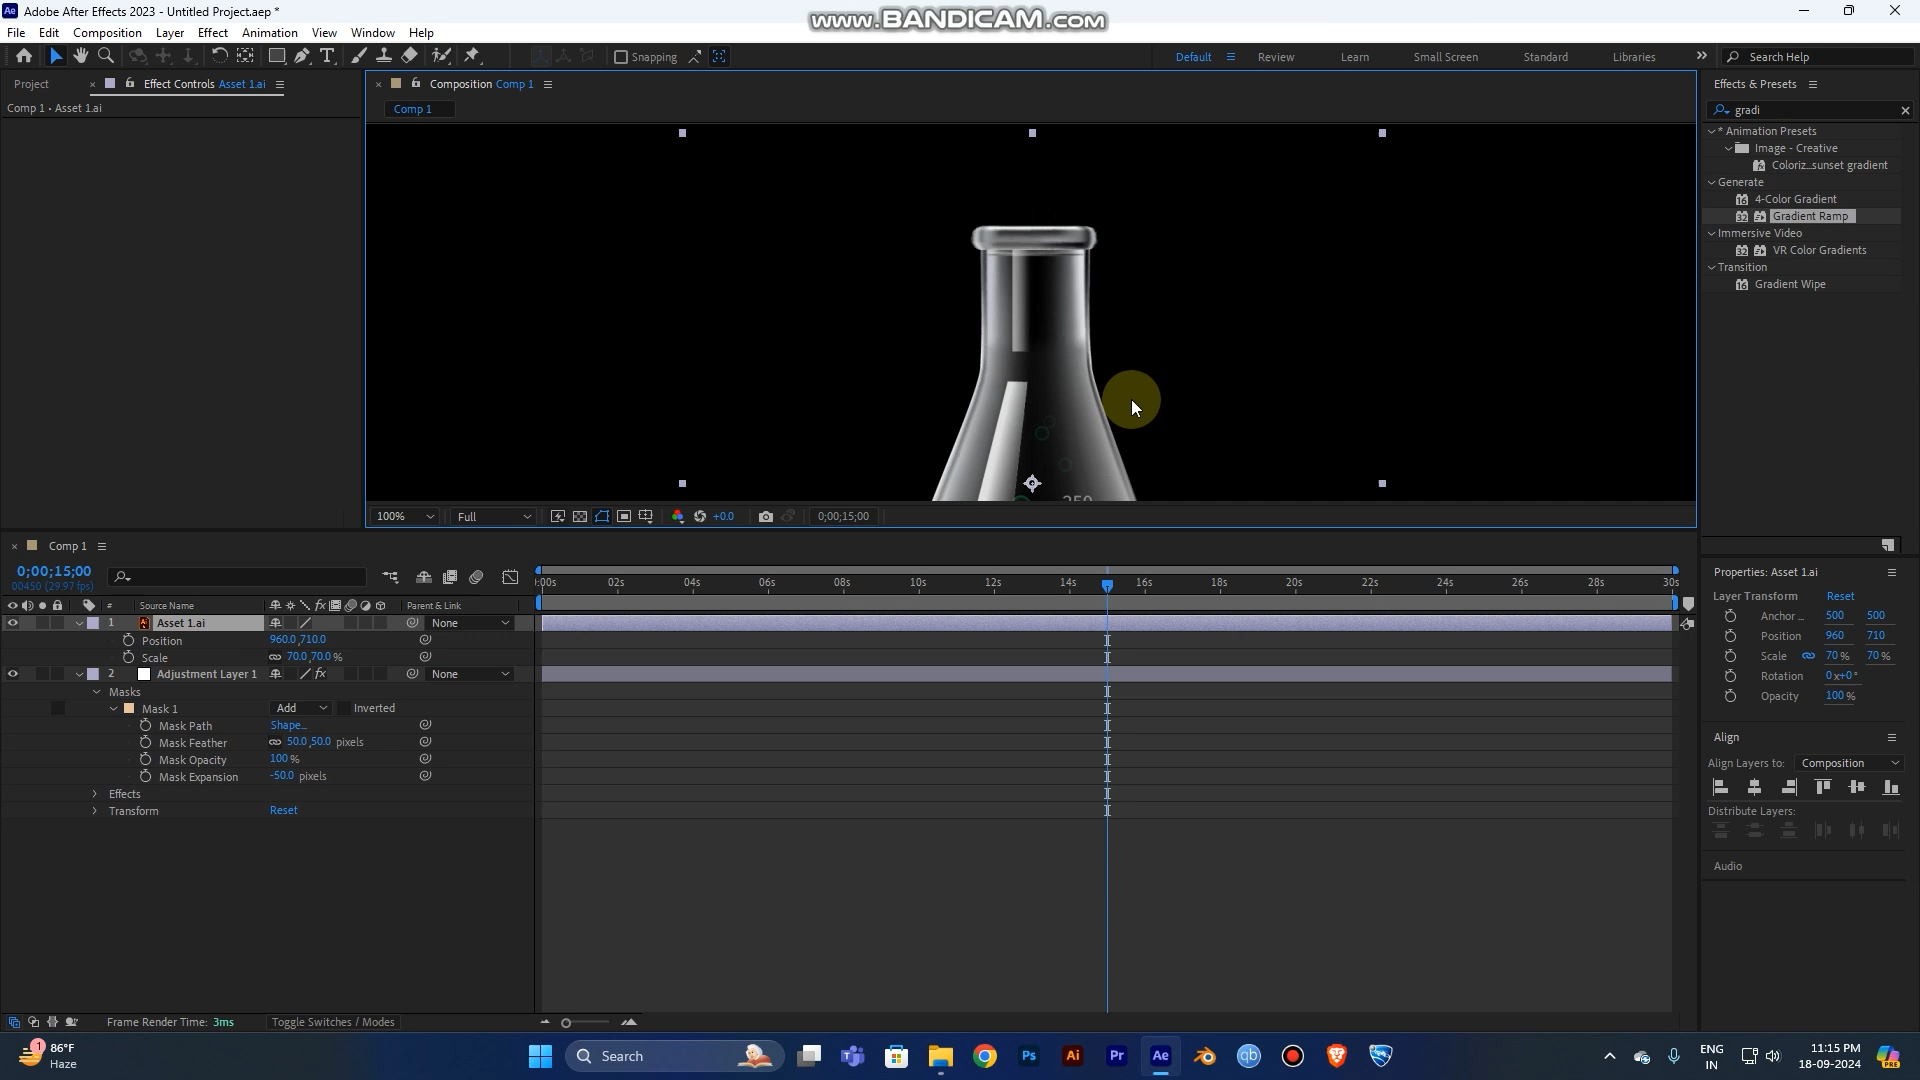 Adobe After Effects 2023 - Untitled Project.aep *
www.BANDICAM.com
File Edit Composition Layer Effect Animation View Window Help
Snapping
Default Review Learn Small Screen Standard Libraries
Search Help
Project
Effect Controls Asset 1.ai
Comp 1 • Asset 1.ai
Composition Comp 1
Comp 1
250
100% Full +0.0 0;00;15;00
Effects & Presets
gradi
* Animation Presets
Image - Creative
Coloriz...sunset gradient
Generate
4-Color Gradient
Gradient Ramp
Immersive Video
VR Color Gradients
Transition
Gradient Wipe
Comp 1
0;00;15;00
00450 (29.97 fps)
:00s 02s 04s 06s 08s 10s 12s 14s 16s 18s 20s 22s 24s 26s 28s 30s
# Source Name Parent & Link
1 Asset 1.ai None
Position 960.0,710.0
Scale 70.0,70.0 %
2 Adjustment Layer 1 None
Masks
Mask 1 Add Inverted
Mask Path Shape...
Mask Feather 50.0,50.0 pixels
Mask Opacity 100 %
Mask Expansion -50.0 pixels
Effects
Transform Reset
Properties: Asset 1.ai
Layer Transform Reset
Anchor ... 500 500
Position 960 710
Scale 70 % 70 %
Rotation 0x+0°
Opacity 100 %
Align
Align Layers to: Composition
Distribute Layers:
Audio
Frame Render Time: 3ms Toggle Switches / Modes
1
86°F
Haze
Search
Ps Ai Pr Ae qb
ENG
IN
11:15 PM
18-09-2024
PRE